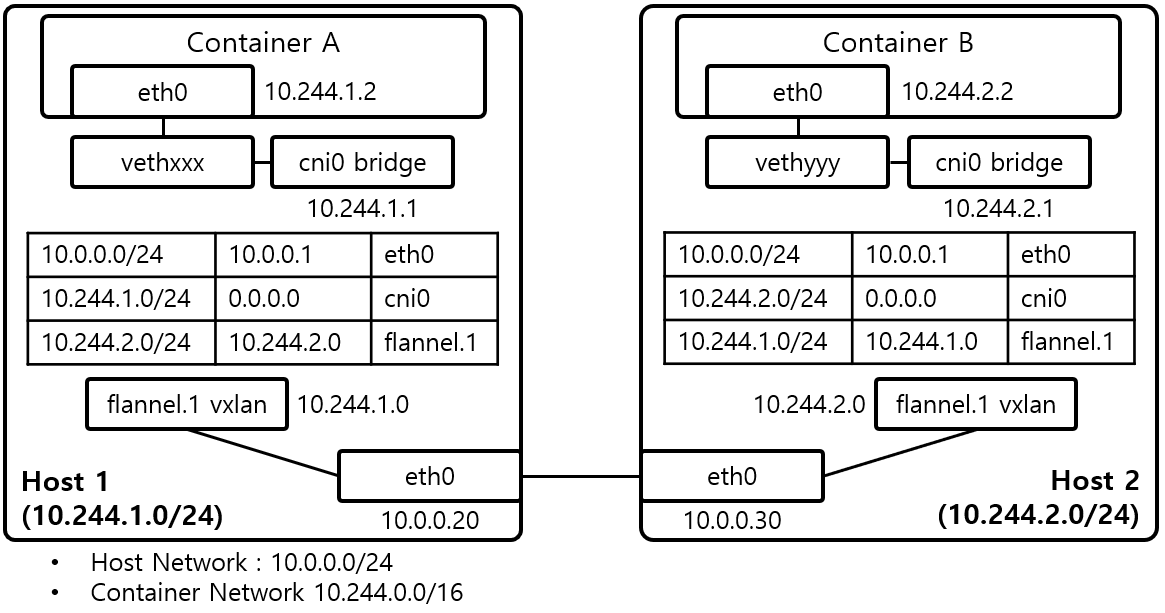 Container A
eth0 10.244.1.2
vethxxx cni0 bridge
10.244.1.1
10.0.0.0/24 10.0.0.1 eth0
10.244.1.0/24 0.0.0.0 cni0
10.244.2.0/24 10.244.2.0 flannel.1
flannel.1 vxlan 10.244.1.0
eth0
Host 1
(10.244.1.0/24)
10.0.0.20
Container B
eth0 10.244.2.2
vethyyy cni0 bridge
10.244.2.1
10.0.0.0/24 10.0.0.1 eth0
10.244.2.0/24 0.0.0.0 cni0
10.244.1.0/24 10.244.1.0 flannel.1
10.244.2.0 flannel.1 vxlan
eth0
Host 2
(10.244.2.0/24)
10.0.0.30
• Host Network : 10.0.0.0/24
• Container Network 10.244.0.0/16